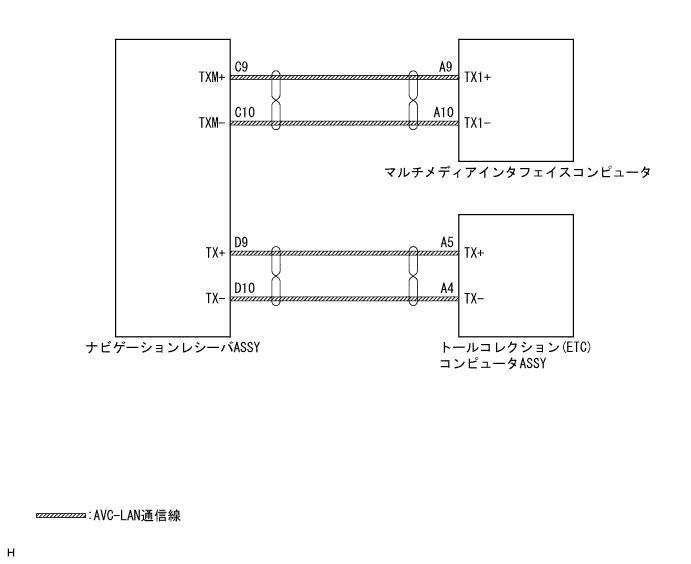 TXM+ C9 A9 TX1+
TXM- C10 A10 TX1-
マルチメディアインタフェイスコンピュータ
TX+ D9 A5 TX+
TX- D10 A4 TX-
ナビゲーションレシーバASSY
トールコレクション(ETC)
コンピュータASSY
:AVC-LAN通信線
H